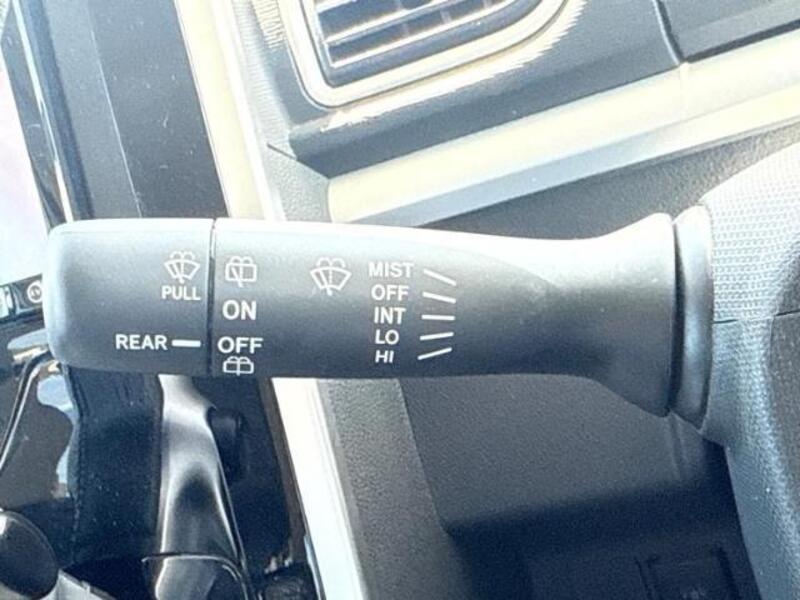 PULL
REAR
ON
OFF
MIST
OFF
INT
LO
HI